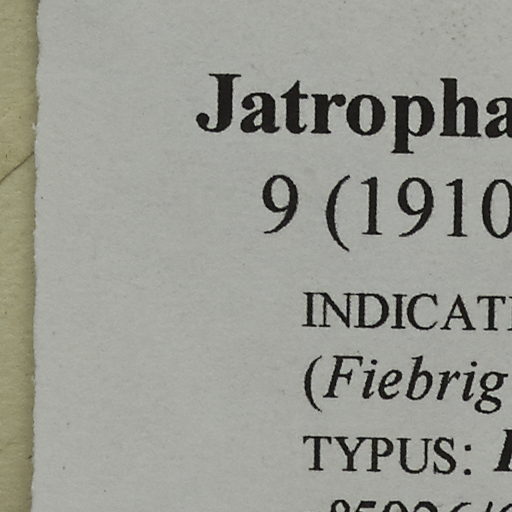 Jatropha
9 (1910
INDICAT
(Fiebrig
TYPUS: